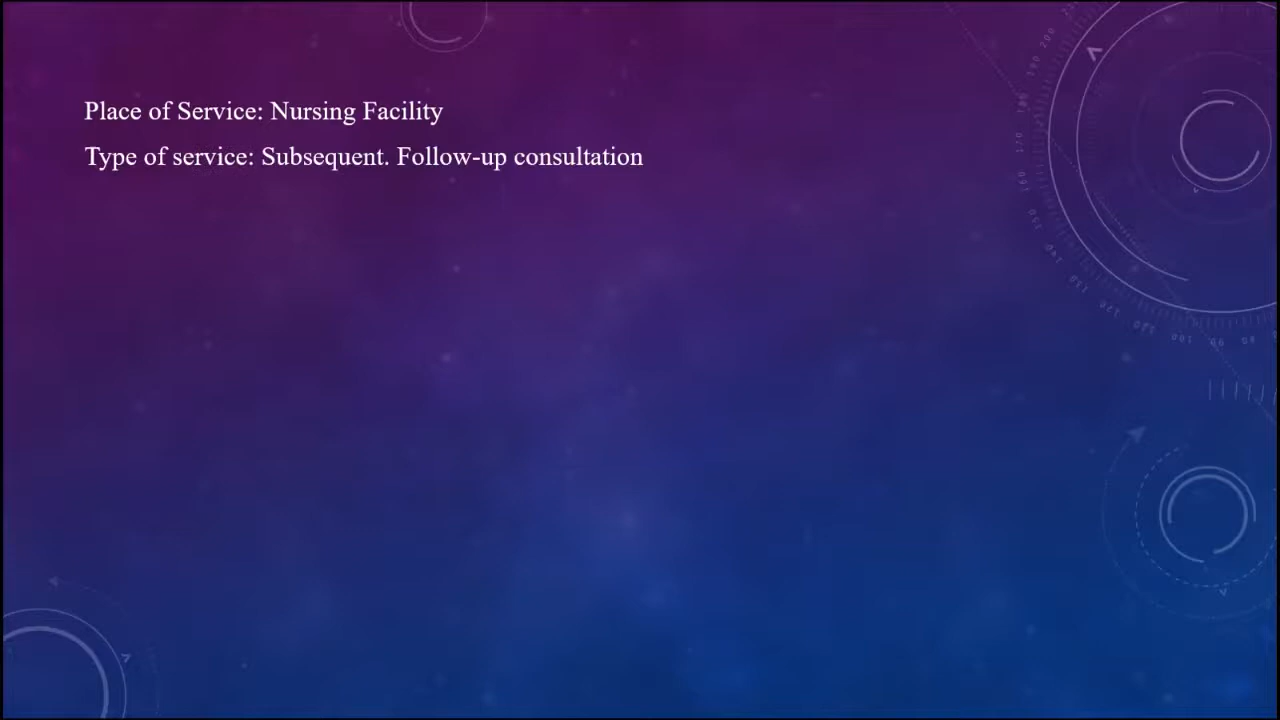 Place of Service: Nursing Facility
Type of service: Subsequent. Follow-up consultation